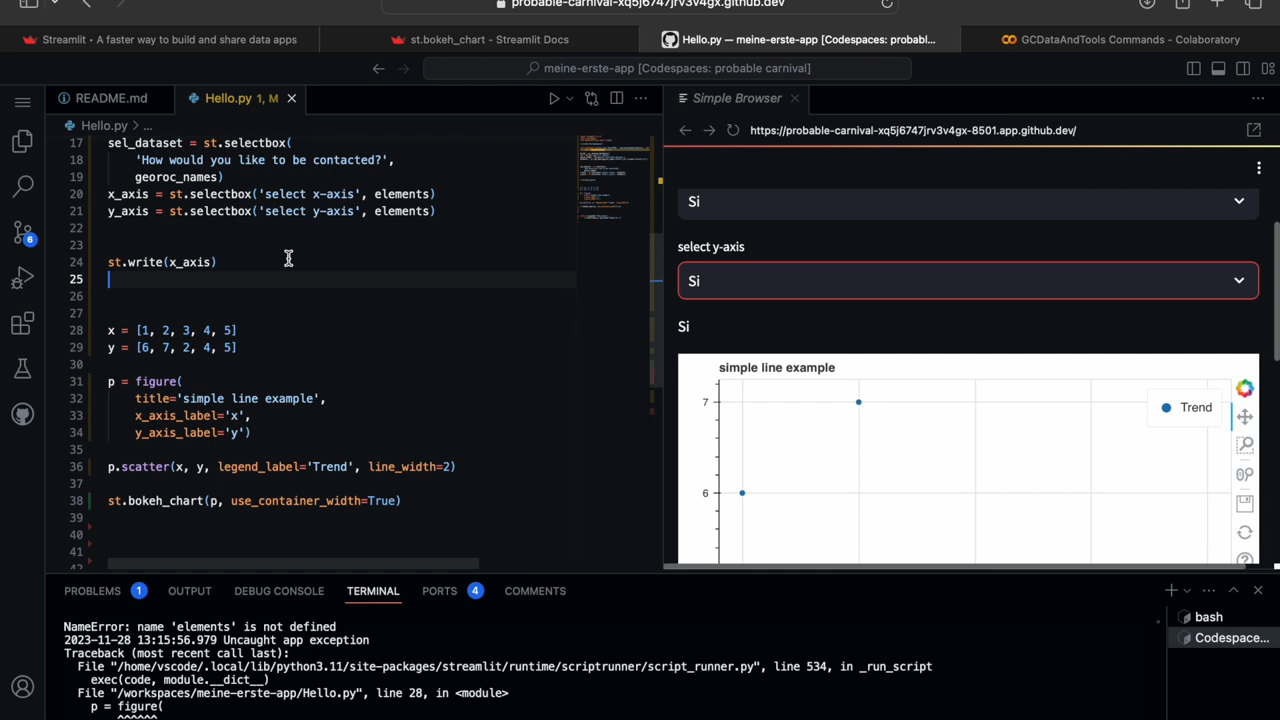 probable-carnival-xq5j6747jrv3v4gx.github.dev
Streamlit • A faster way to build and share data apps
st.bokeh_chart - Streamlit Docs
Hello.py — meine-erste-app [Codespaces: probabl...
GCDataAndTools Commands - Colaboratory
meine-erste-app [Codespaces: probable carnival]
README.md
Hello.py 1, M
Simple Browser
Hello.py > ...
https://probable-carnival-xq5j6747jrv3v4gx-8501.app.github.dev/
17 sel_dataset = st.selectbox(
18 'How would you like to be contacted?',
19 georoc_names)
20 x_axis = st.selectbox('select x-axis', elements)
21 y_axis = st.selectbox('select y-axis', elements)
22
23
24 st.write(x_axis)
25
26
27
28 x = [1, 2, 3, 4, 5]
29 y = [6, 7, 2, 4, 5]
30
31 p = figure(
32 title='simple line example',
33 x_axis_label='x',
34 y_axis_label='y')
35
36 p.scatter(x, y, legend_label='Trend', line_width=2)
37
38 st.bokeh_chart(p, use_container_width=True)
39
40
41
42
Si
select y-axis
Si
Si
simple line example
Trend
7
6
6
PROBLEMS 1 OUTPUT DEBUG CONSOLE TERMINAL PORTS 4 COMMENTS
NameError: name 'elements' is not defined
2023-11-28 13:15:56.979 Uncaught app exception
Traceback (most recent call last):
File "/home/vscode/.local/lib/python3.11/site-packages/streamlit/runtime/scriptrunner/script_runner.py", line 534, in _run_script
exec(code, module.__dict__)
File "/workspaces/meine-erste-app/Hello.py", line 28, in <module>
p = figure(
^^^^^^
bash
Codespace...